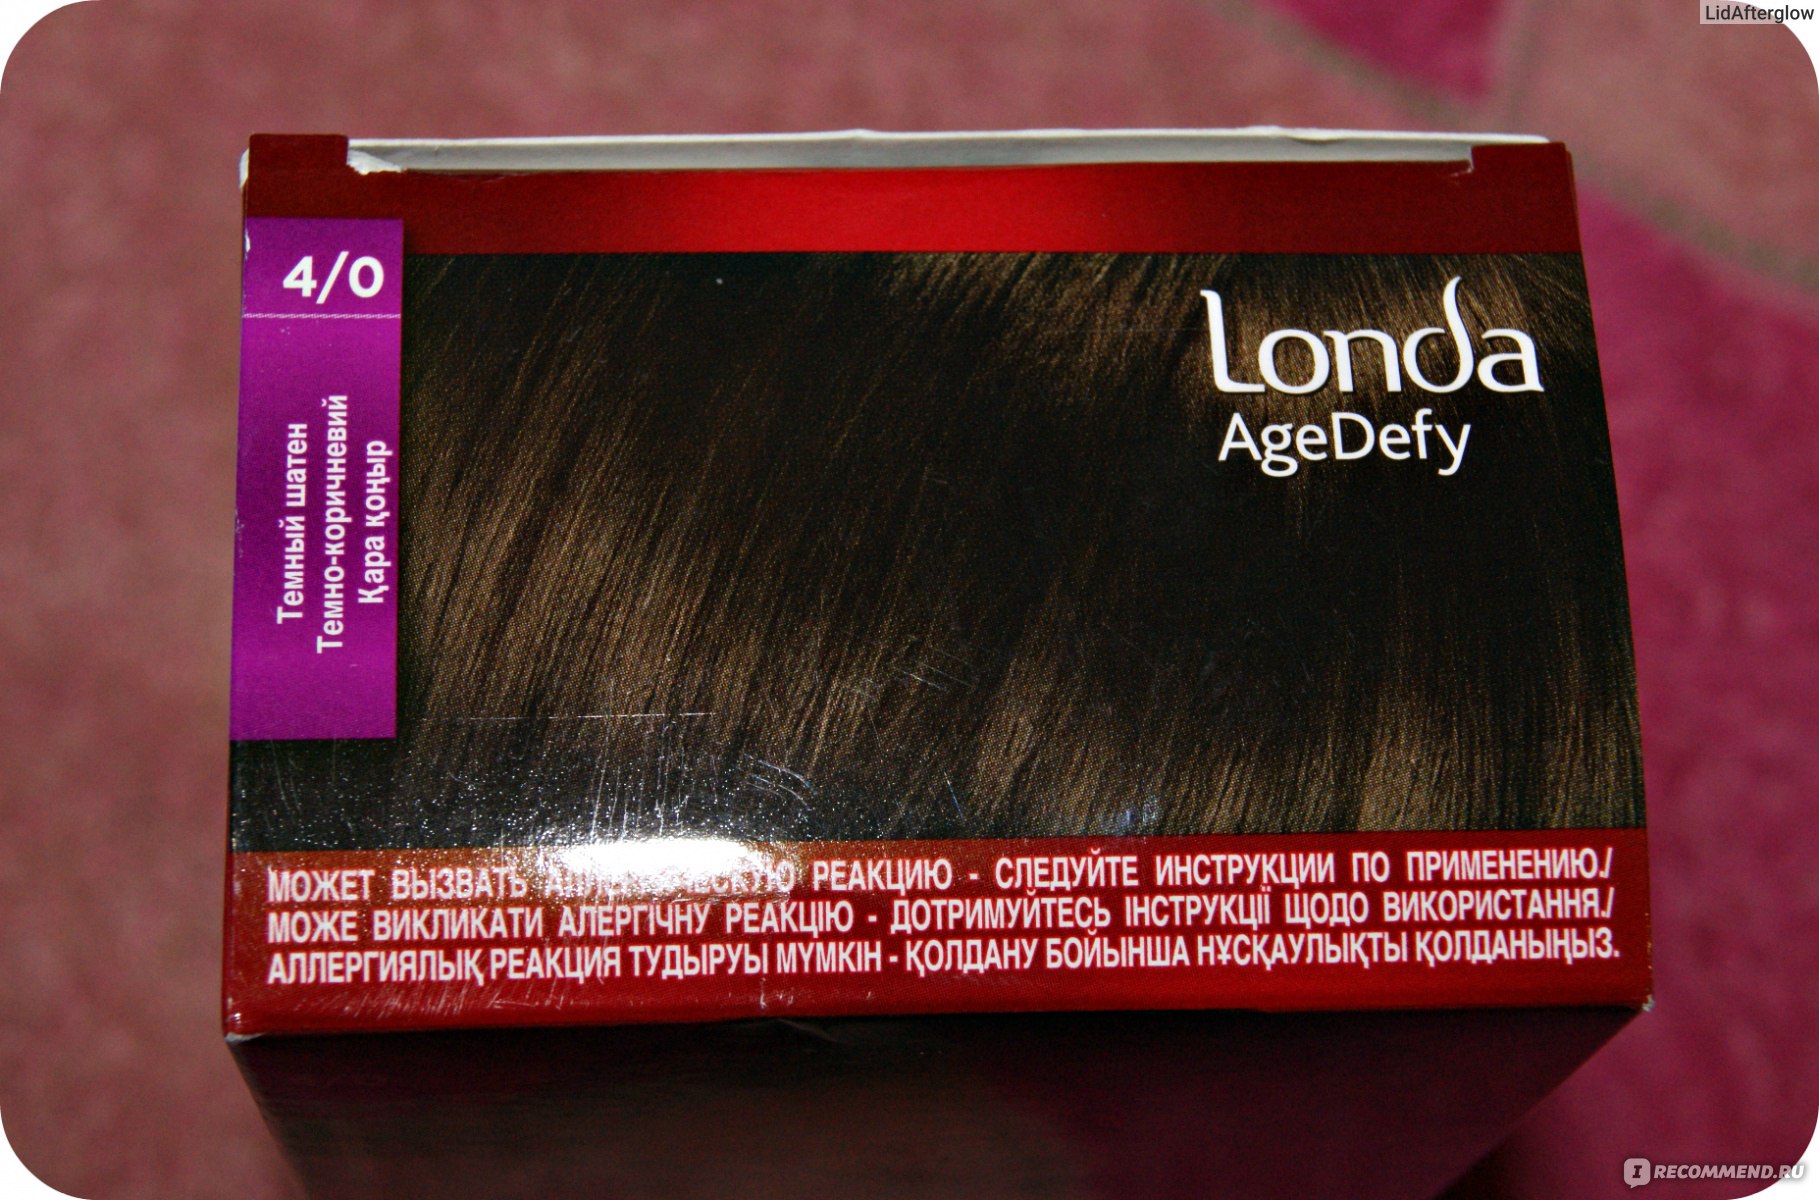 LidAfterglow
4/0
Londa
AgeDefy
Темный шатен
Темно-коричневий
Қара қоңыр
МОЖЕТ ВЫЗВАТЬ АЛЛЕРГИЧЕСКУЮ РЕАКЦИЮ - СЛЕДУЙТЕ ИНСТРУКЦИИ ПО ПРИМЕНЕНИЮ./
МОЖЕ ВИКЛИКАТИ АЛЕРГІЧНУ РЕАКЦІЮ - ДОТРИМУЙТЕСЬ ІНСТРУКЦІЇ ЩОДО ВИКОРИСТАННЯ./
АЛЛЕРГИЯЛЫҚ РЕАКЦИЯ ТУДЫРУЫ МҮМКІН - ҚОЛДАНУ БОЙЫНША НҰСҚАУЛЫҚТЫ ҚОЛДАНЫҢЫЗ.
I RECOMMEND.RU